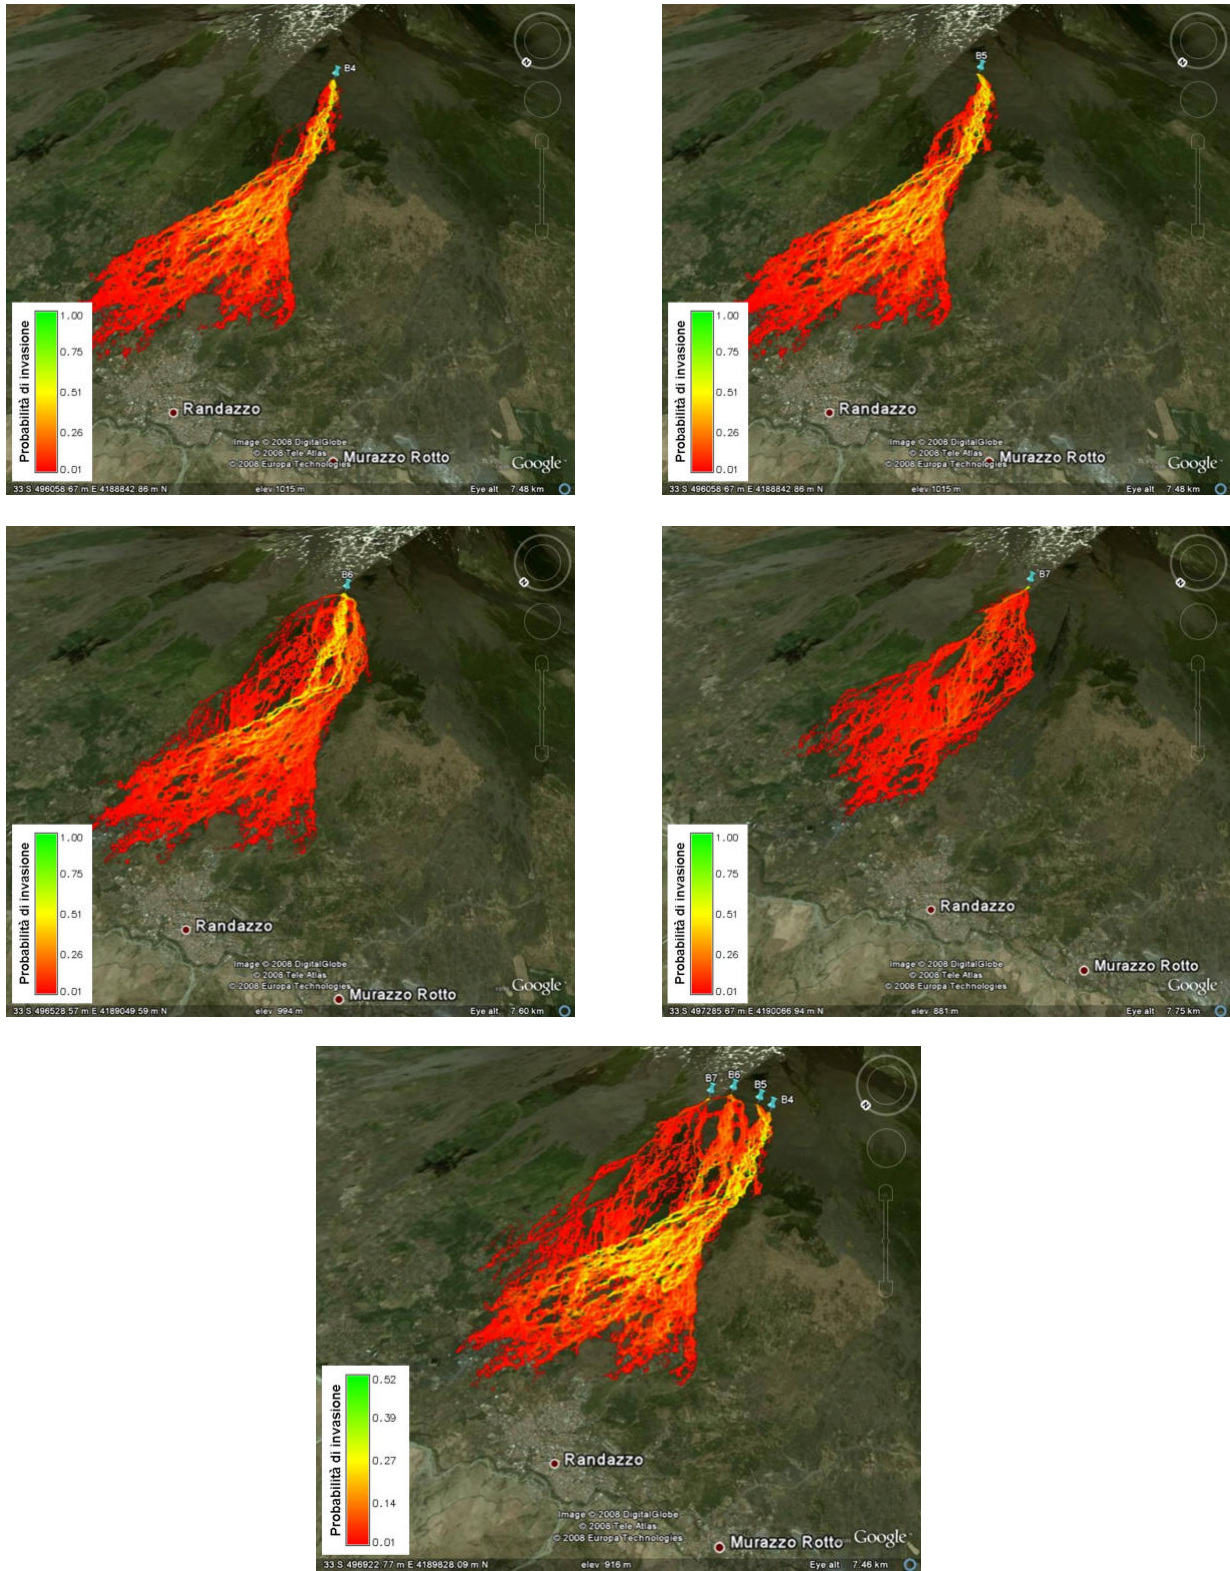 B4
Probabilità di invasione
1.00
0.75
0.51
0.26
0.01
Randazzo
Image © 2008 DigitalGlobe
© 2008 Tele Atlas
© 2008 Europa Technologies
Murazzo Rotto
Google
33 S 496058.67 m E 4188842.86 m N elev 1015 m Eye alt 7.48 km
B5
Probabilità di invasione
1.00
0.75
0.51
0.26
0.01
Randazzo
Image © 2008 DigitalGlobe
© 2008 Tele Atlas
© 2008 Europa Technologies
Murazzo Rotto
Google
33 S 496058.67 m E 4188842.86 m N elev 1015 m Eye alt 7.48 km
B6
Probabilità di invasione
1.00
0.75
0.51
0.26
0.01
Randazzo
Image © 2008 DigitalGlobe
© 2008 Tele Atlas
© 2008 Europa Technologies
Murazzo Rotto
Google
33 S 496528.57 m E 4189049.59 m N elev 994 m Eye alt 7.60 km
B7
Probabilità di invasione
1.00
0.75
0.51
0.26
0.01
Randazzo
Image © 2008 DigitalGlobe
© 2008 Tele Atlas
© 2008 Europa Technologies
Murazzo Rotto
Google
33 S 497285.67 m E 4190066.94 m N elev 881 m Eye alt 7.75 km
B7 B6 B5 B4
Probabilità di invasione
0.52
0.39
0.27
0.14
0.01
Randazzo
Image © 2008 DigitalGlobe
© 2008 Tele Atlas
© 2008 Europa Technologies
Murazzo Rotto
Google
33 S 496922.77 m E 4189828.09 m N elev 916 m Eye alt 7.46 km